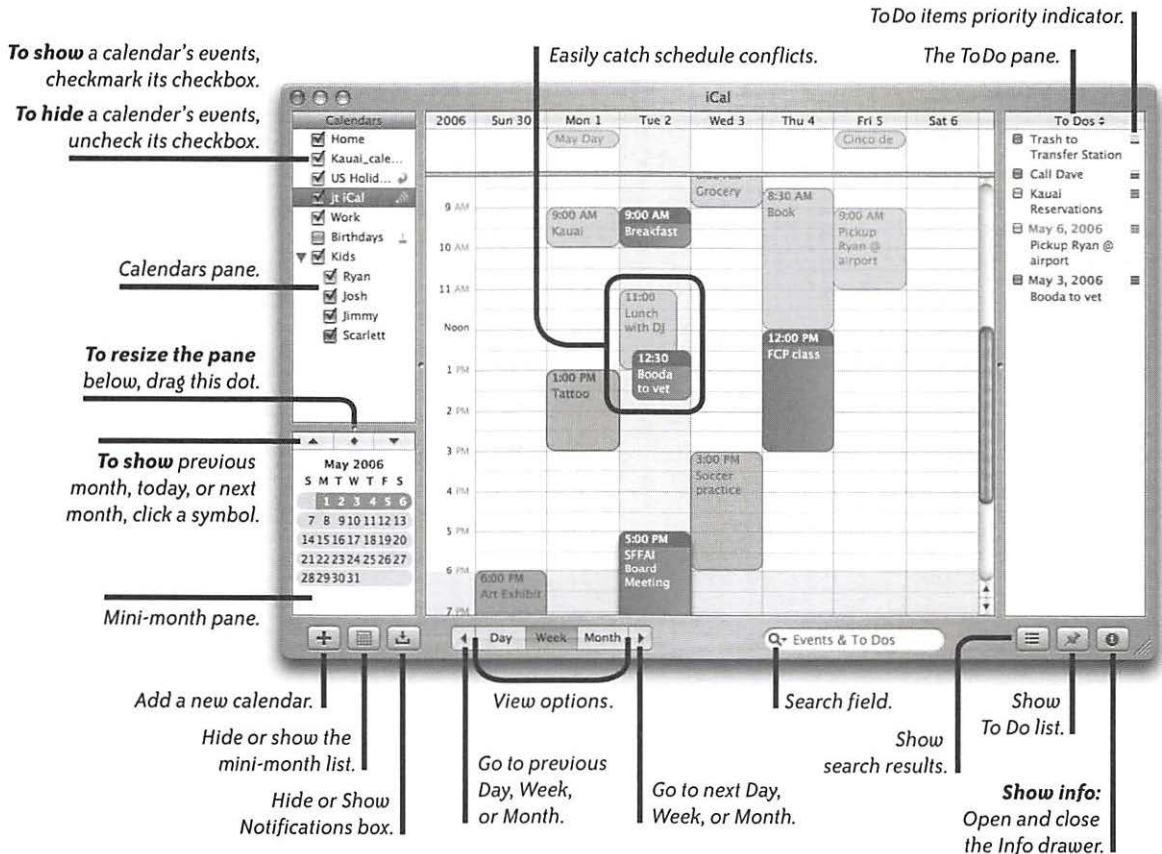 ToDo items priority indicator.
To show a calendar's events,
checkmark its checkbox.
Easily catch schedule conflicts.
The ToDo pane.
To hide a calender's events,
uncheck its checkbox.
iCal
Calendars
Home
Kauai_cale...
US Holid...
jt iCal
Work
Birthdays
Kids
Ryan
Josh
Jimmy
Scarlett
Calendars pane.
To resize the pane
below, drag this dot.
To show previous
month, today, or next
month, click a symbol.
Mini-month pane.
May 2006
S M T W T F S
1 2 3 4 5 6
7 8 9 10 11 12 13
14 15 16 17 18 19 20
21 22 23 24 25 26 27
28 29 30 31
2006 Sun 30 Mon 1 Tue 2 Wed 3 Thu 4 Fri 5 Sat 6
May Day
Cinco de
9 AM
10 AM
11 AM
Noon
1 PM
2 PM
3 PM
4 PM
5 PM
6 PM
7 PM
6:00 PM
Art Exhibit
9:00 AM
Kauai
1:00 PM
Tattoo
9:00 AM
Breakfast
11:00
Lunch
with DJ
12:30
Booda
to vet
5:00 PM
SFFAI
Board
Meeting
Grocery
3:00 PM
Soccer
practice
8:30 AM
Book
12:00 PM
FCP class
9:00 AM
Pickup
Ryan @
airport
To Dos
Trash to
Transfer Station
Call Dave
Kauai
Reservations
May 6, 2006
Pickup Ryan @
airport
May 3, 2006
Booda to vet
Day Week Month
Events & To Dos
Add a new calendar.
Hide or show the
mini-month list.
Hide or Show
Notifications box.
View options.
Go to previous
Day, Week,
or Month.
Go to next Day,
Week, or Month.
Search field.
Show
search results.
Show
To Do list.
Show info:
Open and close
the Info drawer.